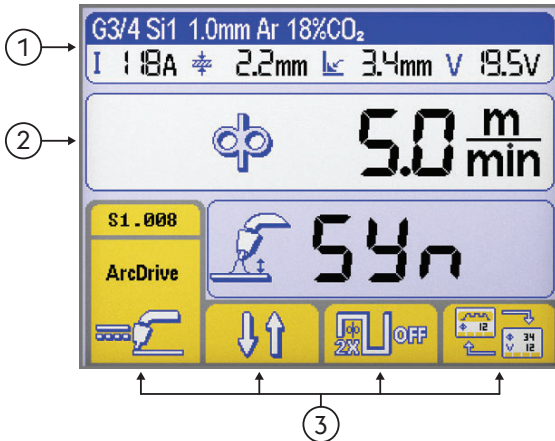 G3/4 Si1 1.0mm Ar 18%CO₂
1 I 118A 2.2mm 3.4mm V 19.5V
2 5.0 m/min
S1.008
Syn
ArcDrive
2X OFF 12 34 V 12
3